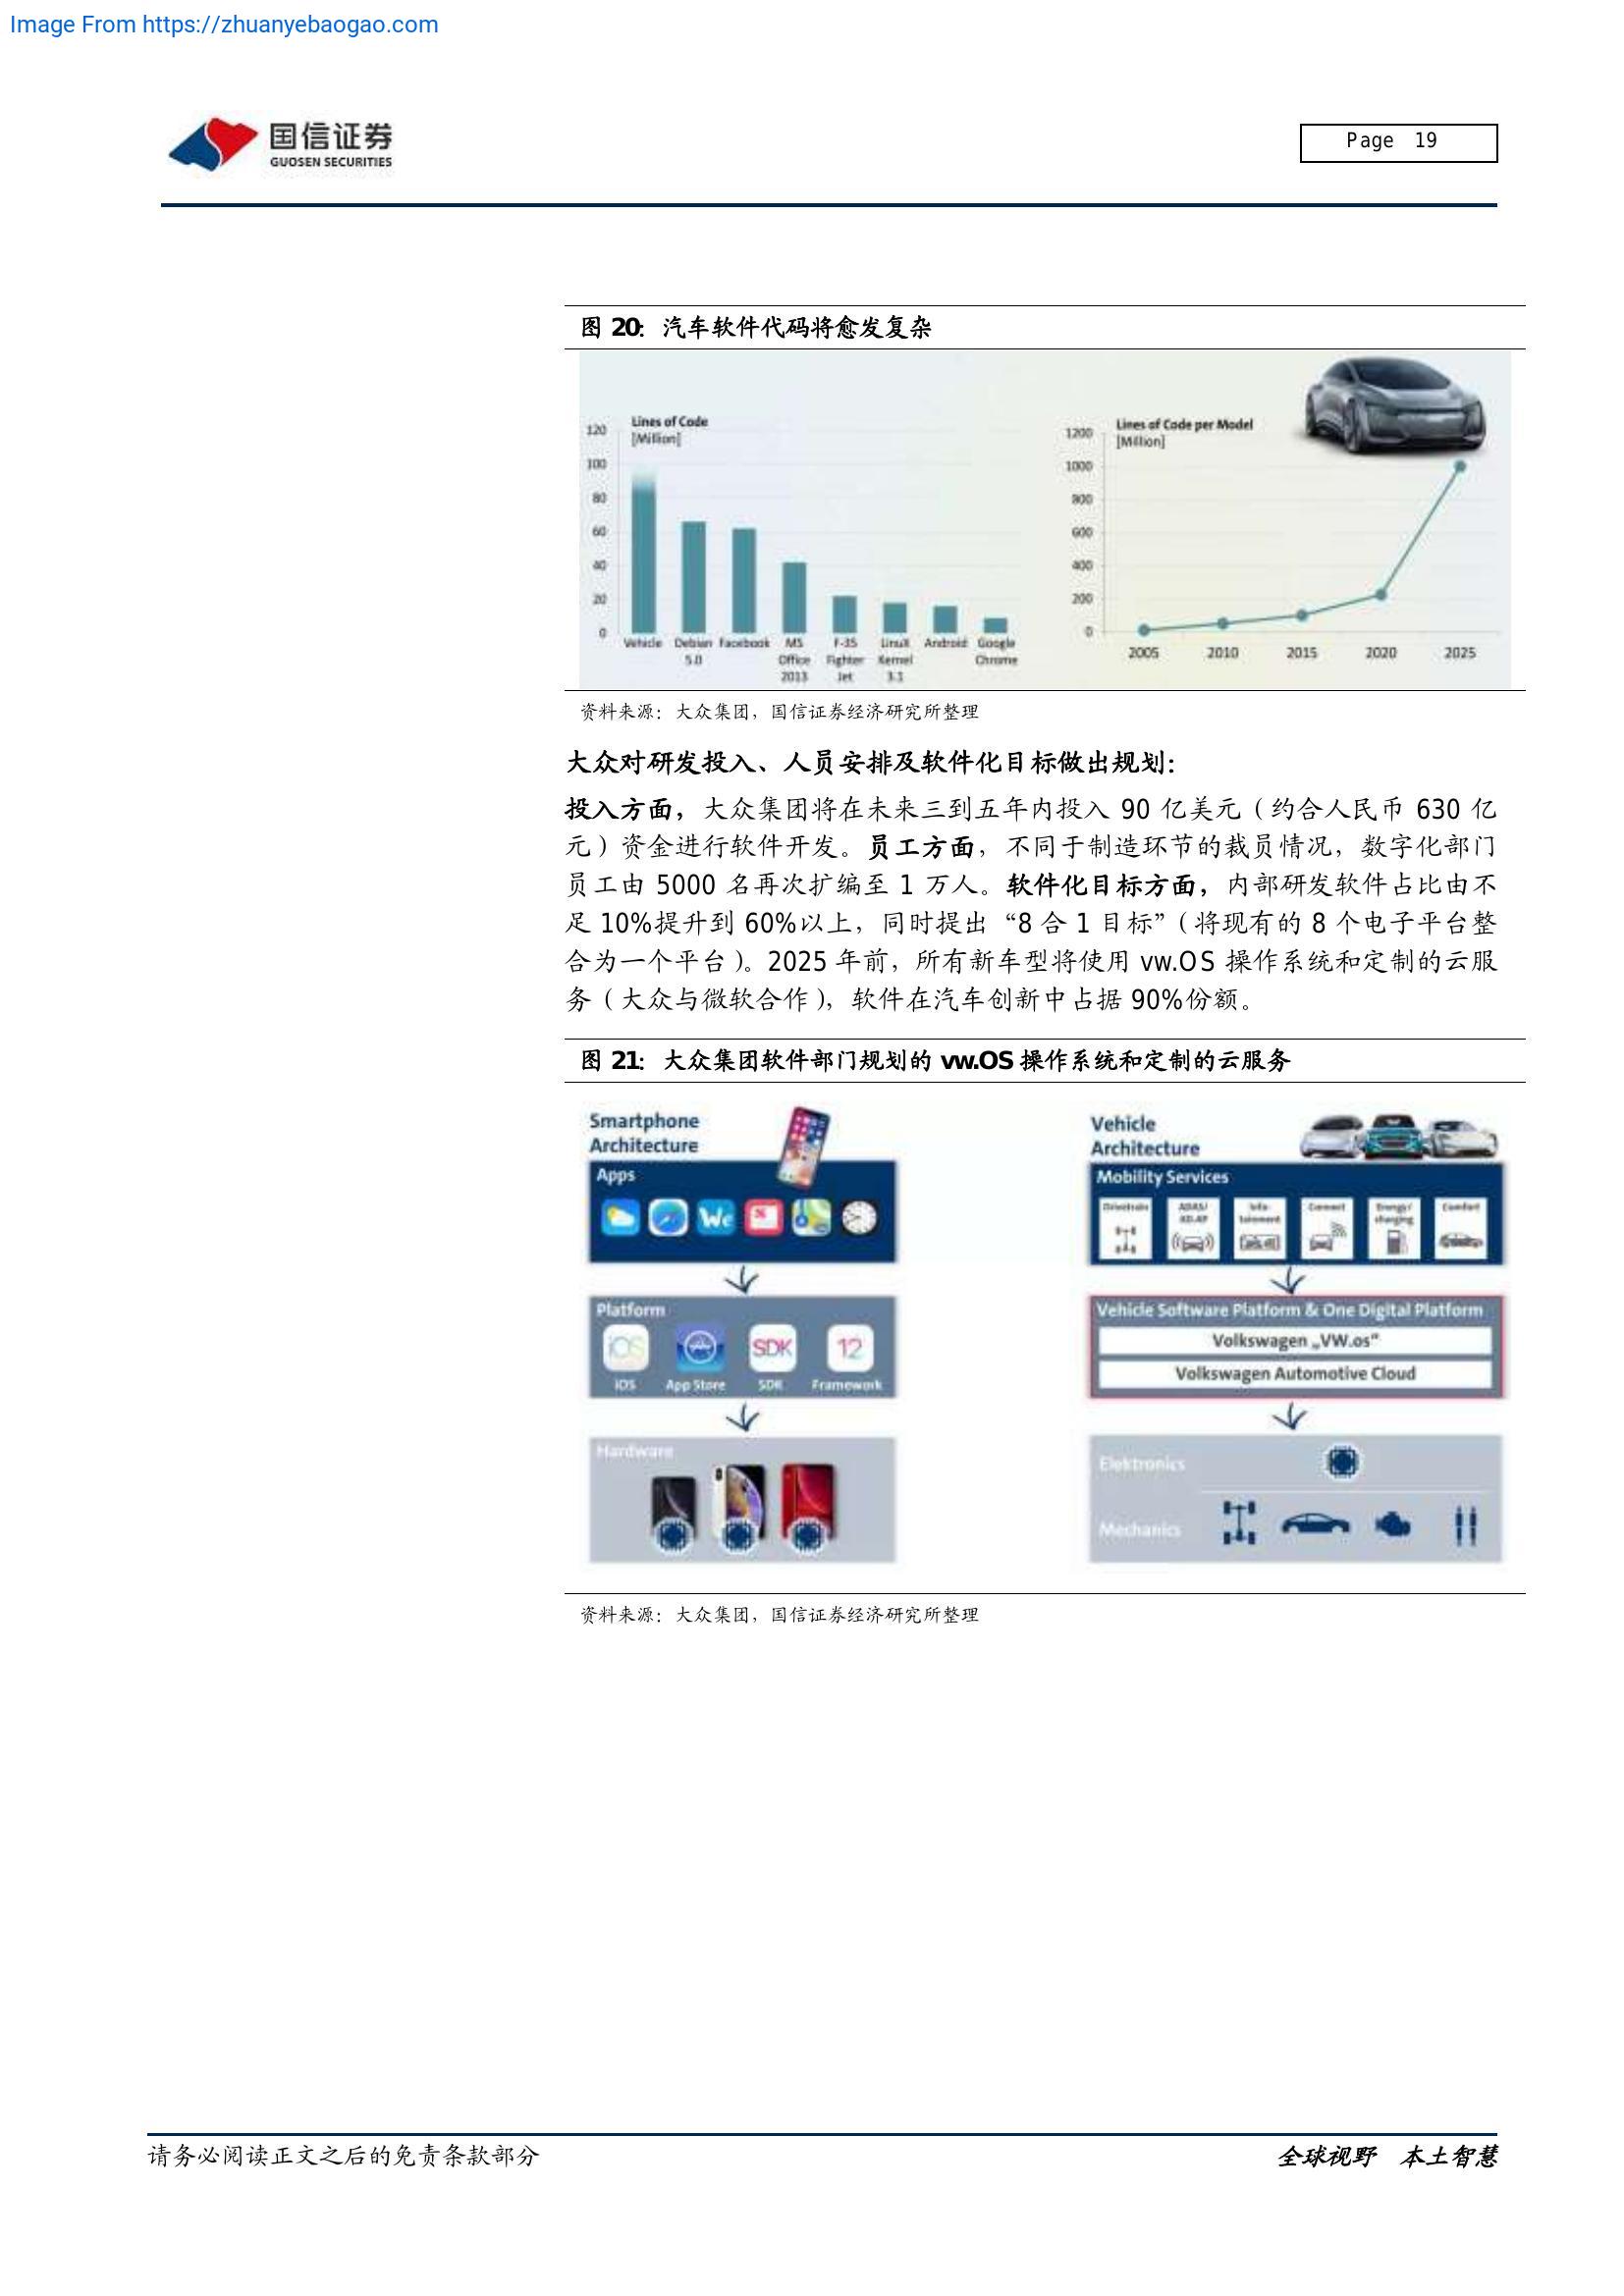 Image From https://zhuanyebaogao.com
国信证券
GUOSEN SECURITIES
Page 19
图 20：汽车软件代码将愈发复杂
Lines of Code
[Million]
120
100
80
60
40
20
0
Vehicle Debian Facebook MS F-35 LinuX Android Google
5.0 Office Fighter Kernel Chrome
2013 Jet 3.1
Lines of Code per Model
[Million]
1200
1000
800
600
400
200
0
2005 2010 2015 2020 2025
资料来源：大众集团，国信证券经济研究所整理
大众对研发投入、人员安排及软件化目标做出规划：
投入方面，大众集团将在未来三到五年内投入 90 亿美元（约合人民币 630 亿
元）资金进行软件开发。员工方面，不同于制造环节的裁员情况，数字化部门
员工由 5000 名再次扩编至 1 万人。软件化目标方面，内部研发软件占比由不
足 10%提升到 60%以上，同时提出“8 合 1 目标”（将现有的 8 个电子平台整
合为一个平台）。2025 年前，所有新车型将使用 vw.OS 操作系统和定制的云服
务（大众与微软合作），软件在汽车创新中占据 90%份额。
图 21：大众集团软件部门规划的 vw.OS 操作系统和定制的云服务
Smartphone
Architecture
Apps
We
Platform
iOS SDK 12
iOS App Store SDK Framework
Hardware
Vehicle
Architecture
Mobility Services
Drivetrain ADAS/ Info- Connect Energy/ Comfort
AD.AP tainment charging
Vehicle Software Platform & One Digital Platform
Volkswagen „VW.os“
Volkswagen Automotive Cloud
Elektronics
Mechanics
资料来源：大众集团，国信证券经济研究所整理
请务必阅读正文之后的免责条款部分
全球视野 本土智慧